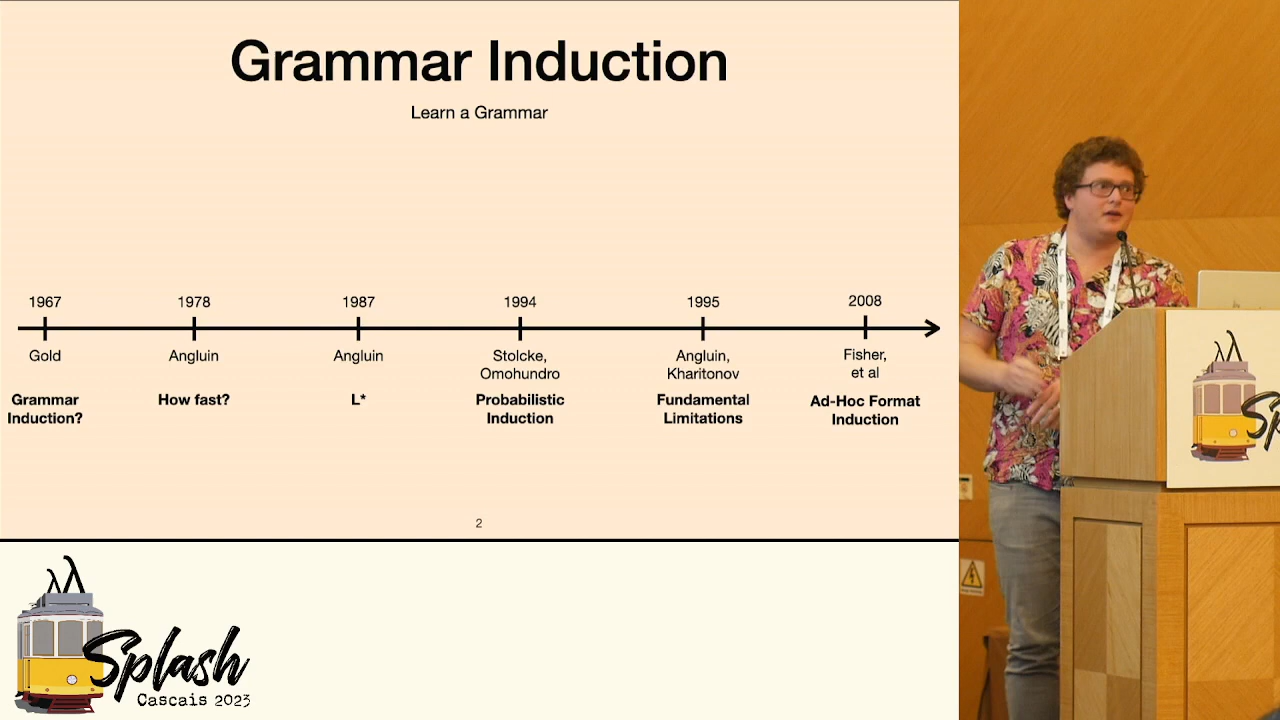 Grammar Induction
Learn a Grammar
1967 1978 1987 1994 1995 2008
Gold Angluin Angluin Stolcke, Angluin, Fisher,
Omohundro Kharitonov et al
Grammar How fast? L* Probabilistic Fundamental Ad-Hoc Format
Induction? Induction Limitations Induction
2
Splash
Cascais 2023